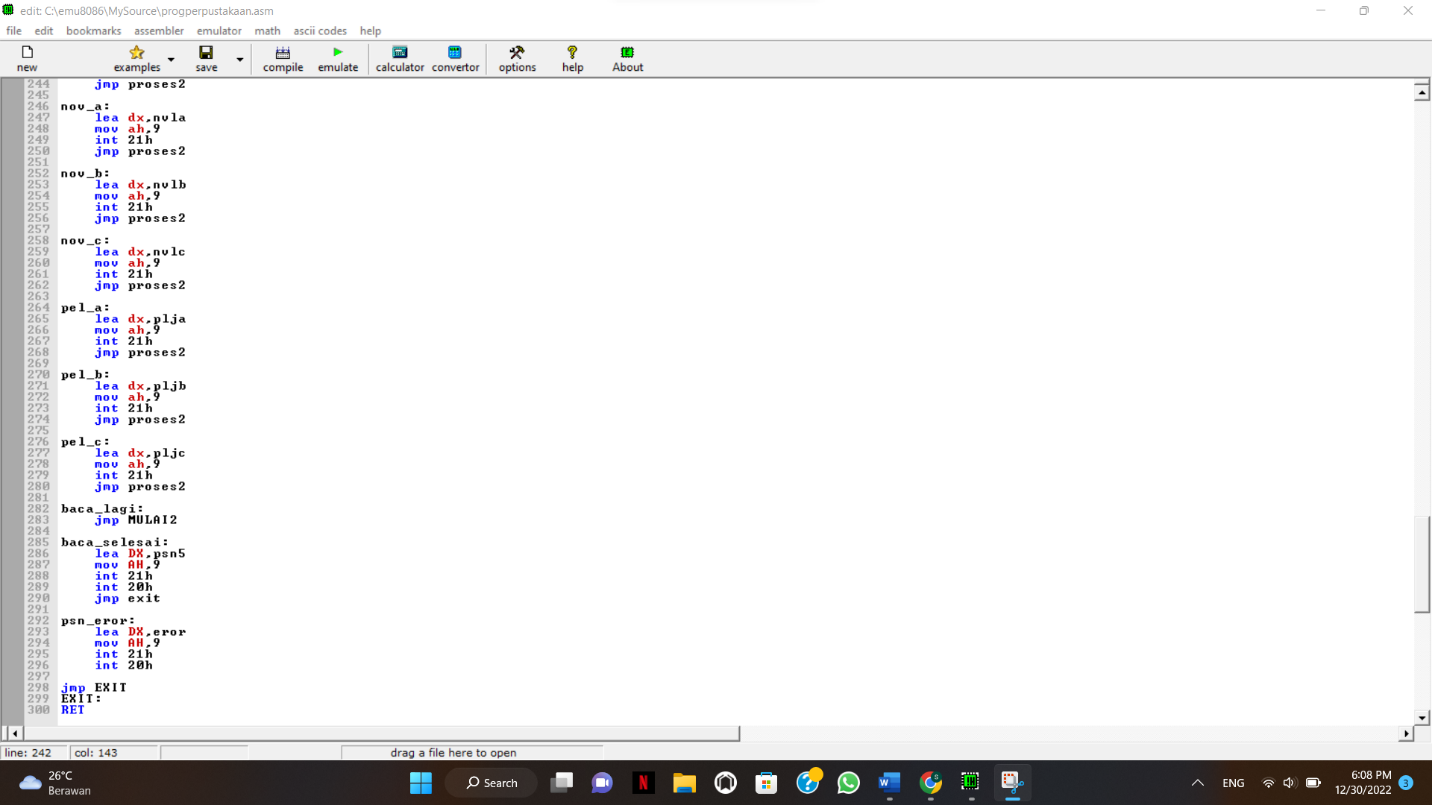 edit: C:\emu8086\MySource\progperpustakaan.asm
file edit bookmarks assembler emulator math ascii codes help
new examples save compile emulate calculator convertor options help About
244 jmp proses2
245
246 nov_a:
247 lea dx,nvla
248 mov ah,9
249 int 21h
250 jmp proses2
251
252 nov_b:
253 lea dx,nvlb
254 mov ah,9
255 int 21h
256 jmp proses2
257
258 nov_c:
259 lea dx,nvlc
260 mov ah,9
261 int 21h
262 jmp proses2
263
264 pel_a:
265 lea dx,plja
266 mov ah,9
267 int 21h
268 jmp proses2
269
270 pel_b:
271 lea dx,pljb
272 mov ah,9
273 int 21h
274 jmp proses2
275
276 pel_c:
277 lea dx,pljc
278 mov ah,9
279 int 21h
280 jmp proses2
281
282 baca_lagi:
283 jmp MULAI2
284
285 baca_selesai:
286 lea DX,psn5
287 mov AH,9
288 int 21h
289 int 20h
290 jmp exit
291
292 psn_eror:
293 lea DX,eror
294 mov AH,9
295 int 21h
296 int 20h
297
298 jmp EXIT
299 EXIT:
300 RET
line: 242 col: 143 drag a file here to open
26°C
Berawan
Search
ENG
6:08 PM
12/30/2022
3